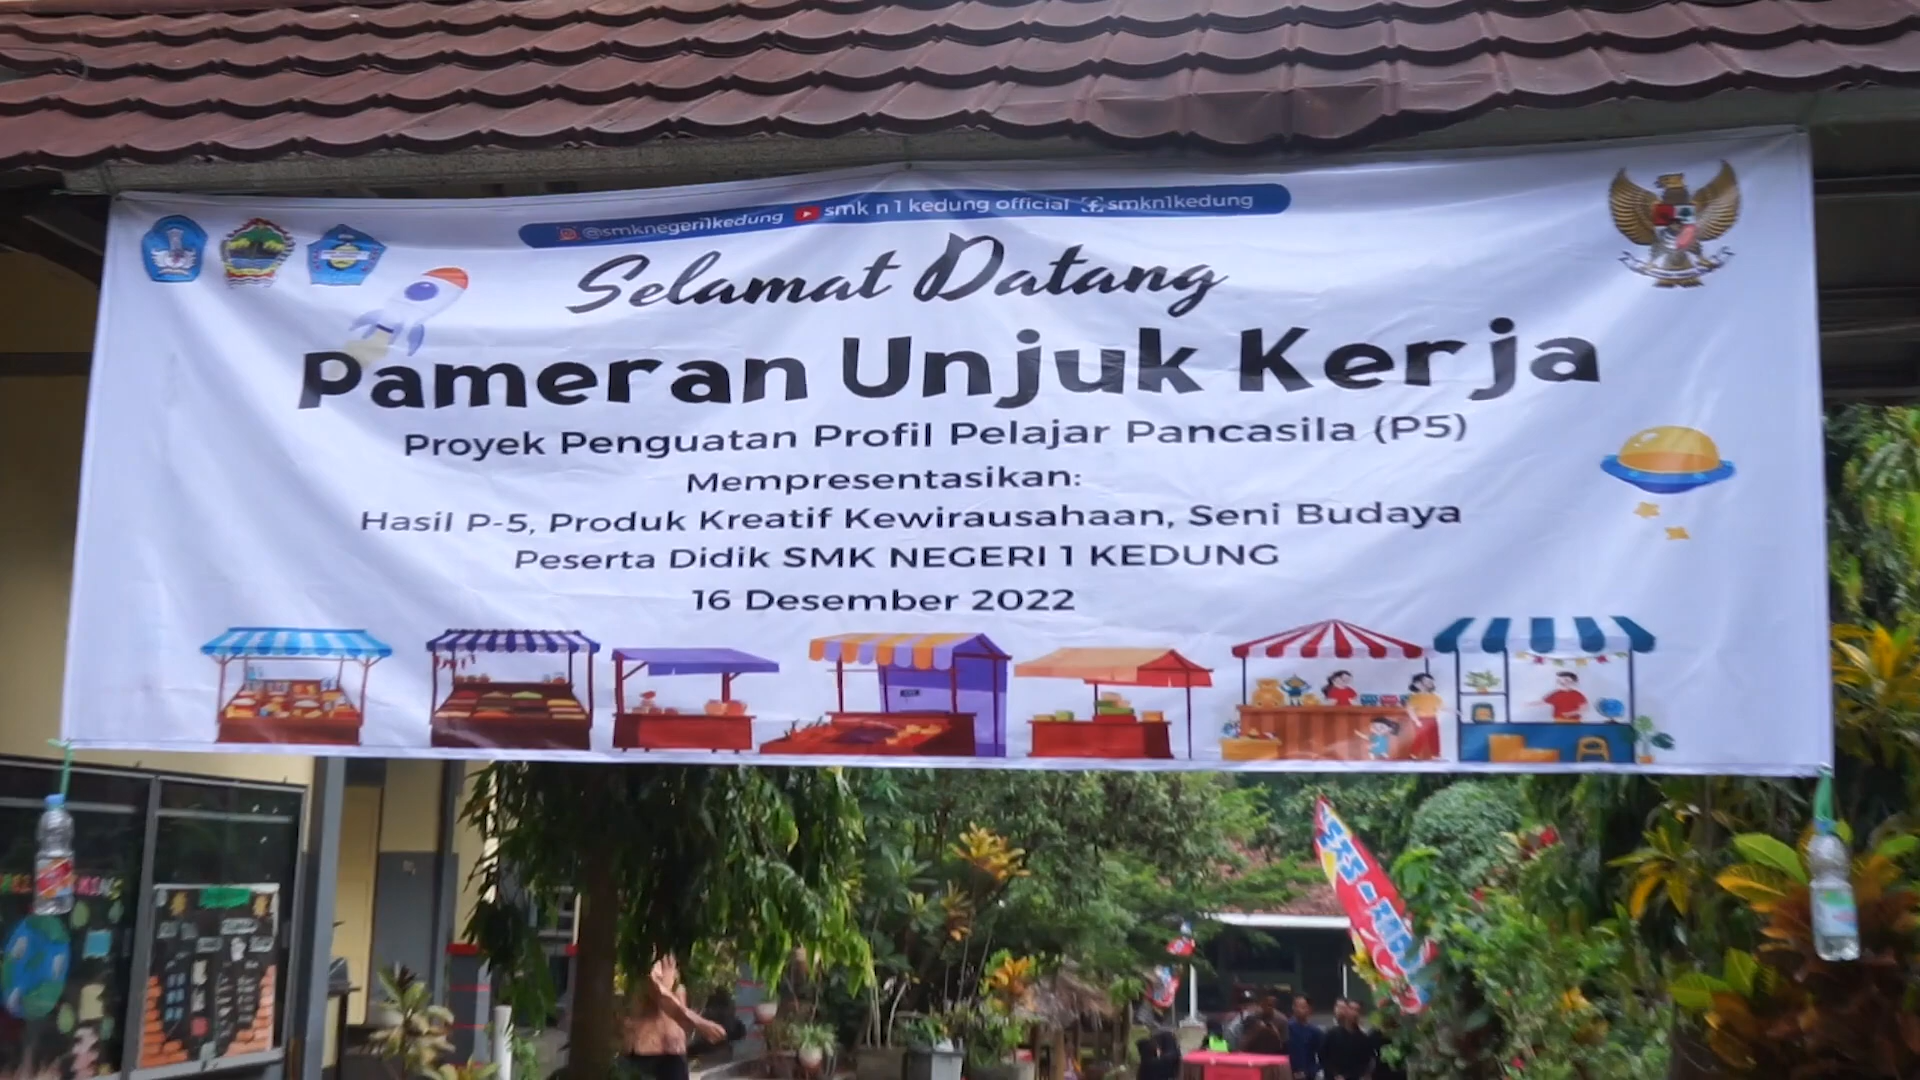 @smknegeri1kedung smk n 1 kedung official smkn1kedung
Selamat Datang
Pameran Unjuk Kerja
Proyek Penguatan Profil Pelajar Pancasila (P5)
Mempresentasikan:
Hasil P-5, Produk Kreatif Kewirausahaan, Seni Budaya
Peserta Didik SMK NEGERI 1 KEDUNG
16 Desember 2022